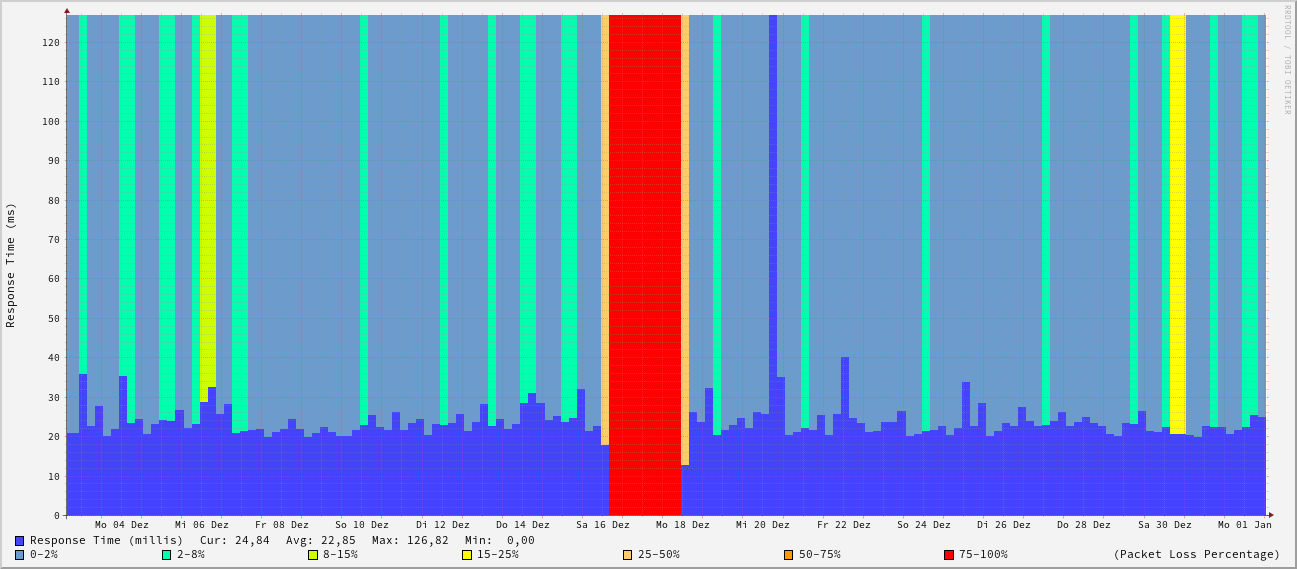 RRDTOOL / TOBI OETIKER
Response Time (ms)
120
110
100
90
80
70
60
50
40
30
20
10
0
Mo 04 Dez Mi 06 Dez Fr 08 Dez So 10 Dez Di 12 Dez Do 14 Dez Sa 16 Dez Mo 18 Dez Mi 20 Dez Fr 22 Dez So 24 Dez Di 26 Dez Do 28 Dez Sa 30 Dez Mo 01 Jan
Response Time (millis) Cur: 24,84 Avg: 22,85 Max: 126,82 Min: 0,00
0-2% 2-8% 8-15% 15-25% 25-50% 50-75% 75-100% (Packet Loss Percentage)